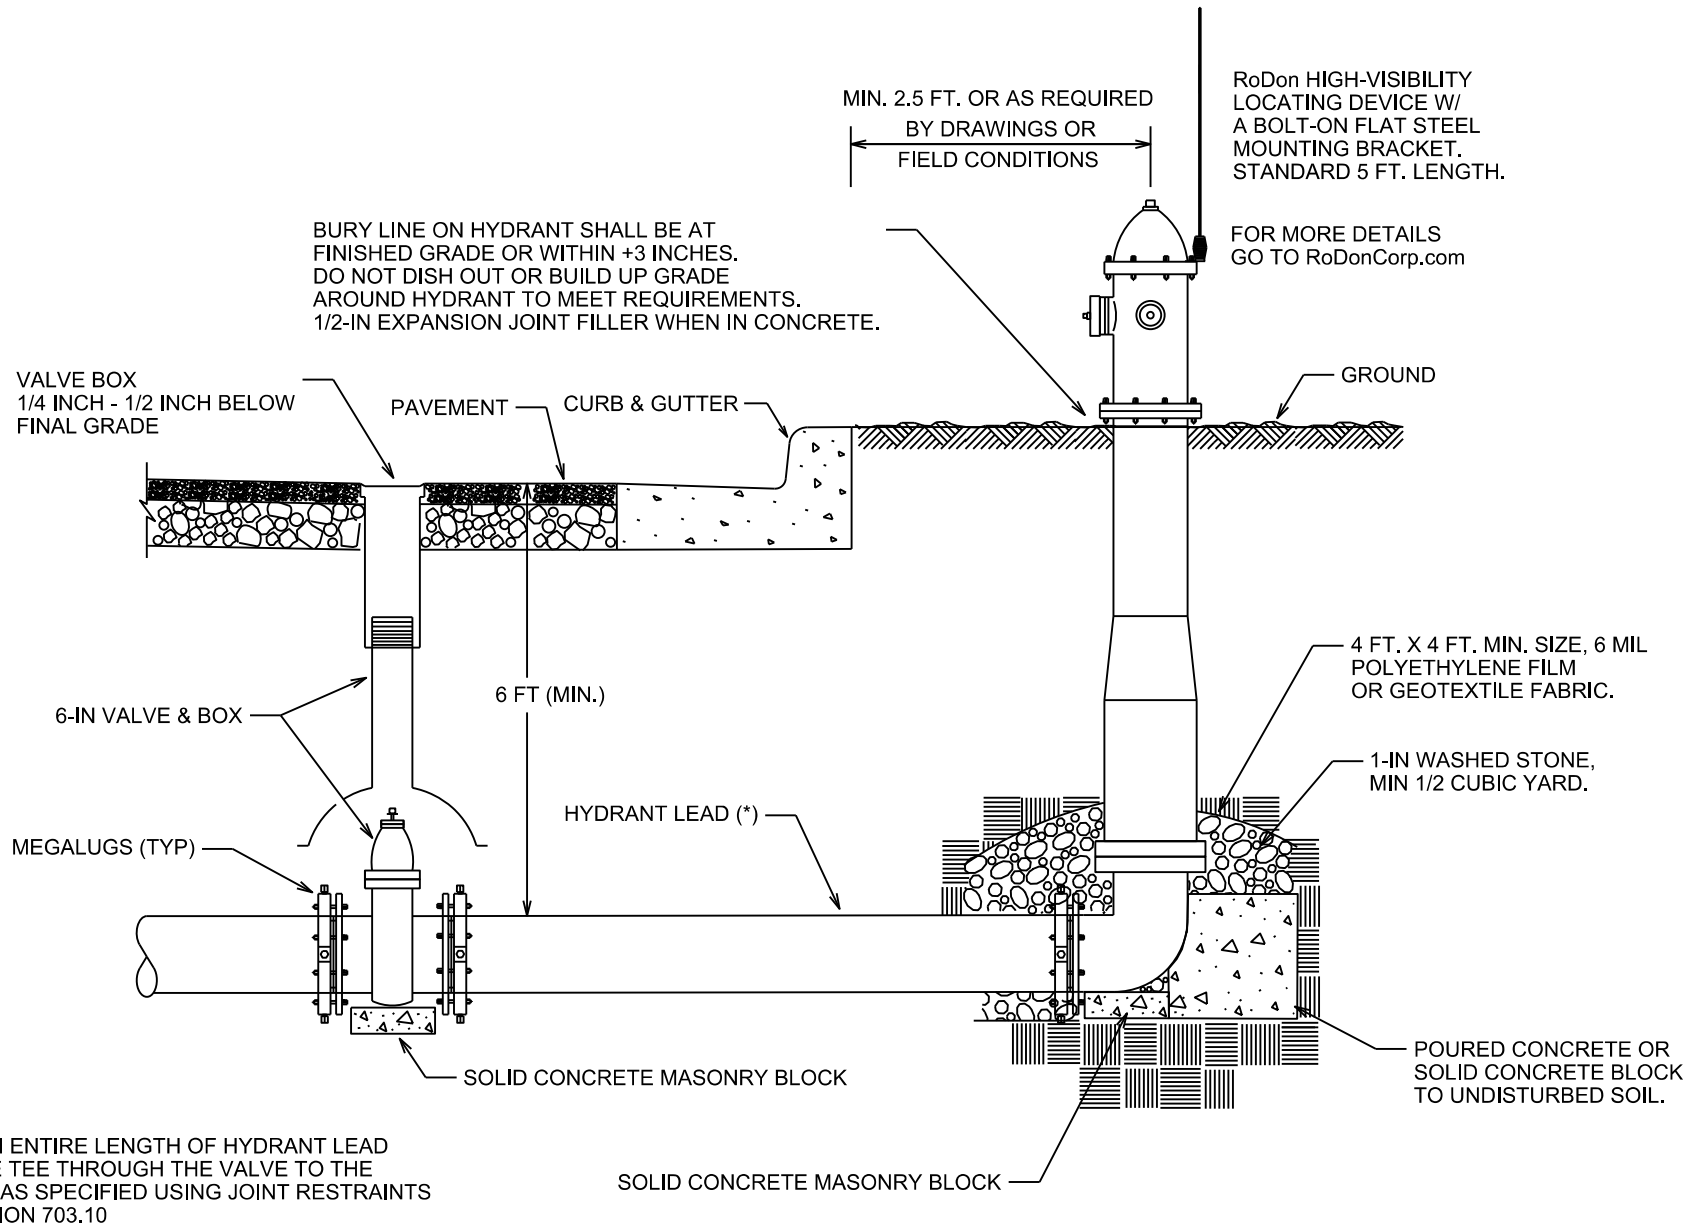 MIN. 2.5 FT. OR AS REQUIRED
BY DRAWINGS OR
FIELD CONDITIONS
RoDon HIGH-VISIBILITY
LOCATING DEVICE W/
A BOLT-ON FLAT STEEL
MOUNTING BRACKET.
STANDARD 5 FT. LENGTH.
FOR MORE DETAILS
GO TO RoDonCorp.com
BURY LINE ON HYDRANT SHALL BE AT
FINISHED GRADE OR WITHIN +3 INCHES.
DO NOT DISH OUT OR BUILD UP GRADE
AROUND HYDRANT TO MEET REQUIREMENTS.
1/2-IN EXPANSION JOINT FILLER WHEN IN CONCRETE.
VALVE BOX
1/4 INCH - 1/2 INCH BELOW
FINAL GRADE
PAVEMENT
CURB & GUTTER
GROUND
6 FT (MIN.)
6-IN VALVE & BOX
4 FT. X 4 FT. MIN. SIZE, 6 MIL
POLYETHYLENE FILM
OR GEOTEXTILE FABRIC.
1-IN WASHED STONE,
MIN 1/2 CUBIC YARD.
HYDRANT LEAD (*)
MEGALUGS (TYP)
SOLID CONCRETE MASONRY BLOCK
POURED CONCRETE OR
SOLID CONCRETE BLOCK
TO UNDISTURBED SOIL.
ENTIRE LENGTH OF HYDRANT LEAD
TEE THROUGH THE VALVE TO THE
AS SPECIFIED USING JOINT RESTRAINTS
703.10
SOLID CONCRETE MASONRY BLOCK